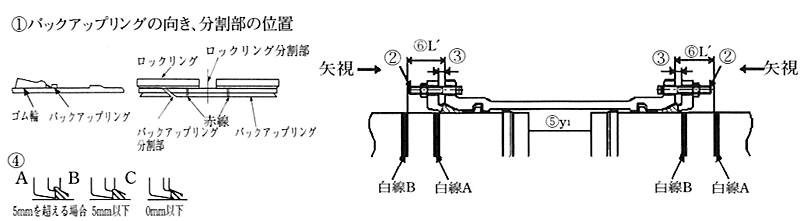 ①バックアップリングの向き、分割部の位置
ロックリング
ロックリング分割部
ゴム輪
バックアップリング
バックアップリング
分割部
赤線
バックアップリング
④
A B C
5mmを超える場合 5mm以下 0mm以下
⑥L′ ⑥L′
② ③ ③ ②
矢視 矢視
⑤y₁
白線B 白線A 白線B 白線A